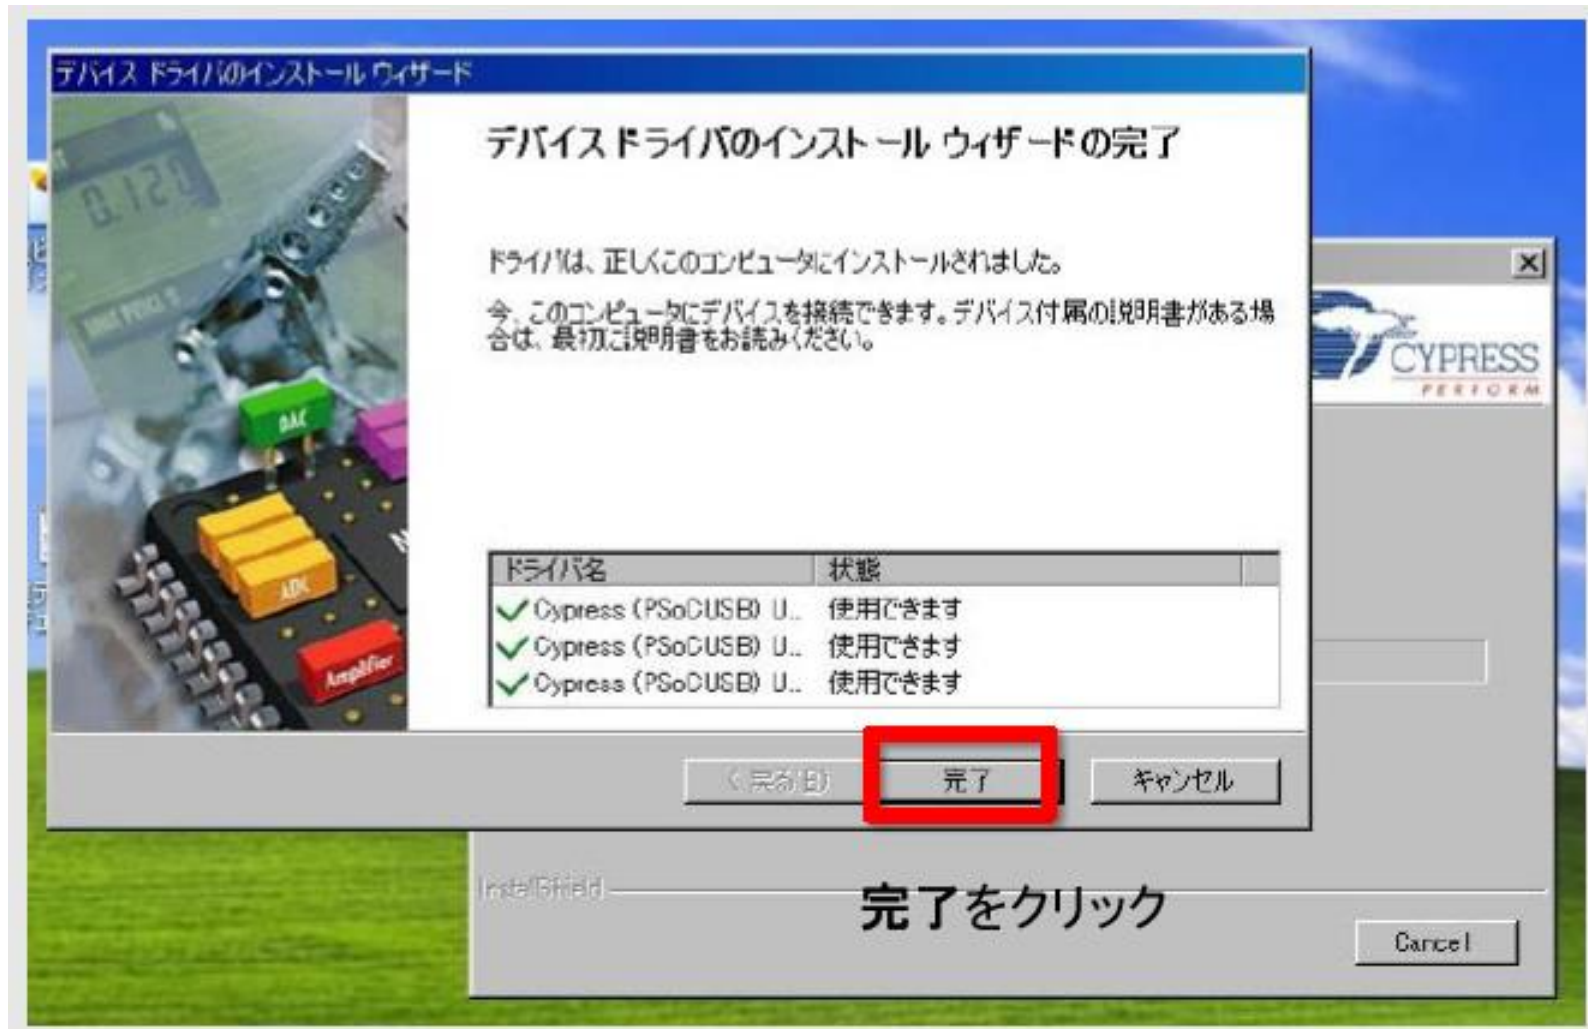 デバイス ドライバのインストール ウィザード
デバイス ドライバのインストール ウィザードの完了
0.127
ドライバは、正しくこのコンピュータにインストールされました。
今、このコンピュータにデバイスを接続できます。デバイス付属の説明書がある場
合は、最初に説明書をお読みください。
CYPRESS
PERFORM
DAC
ADC
Amplifier
ドライバ名 状態
Cypress (PSoCUSB) U... 使用できます
Cypress (PSoCUSB) U... 使用できます
Cypress (PSoCUSB) U... 使用できます
< 戻る(B) 完了 キャンセル
InstallShield
完了をクリック
Cancel